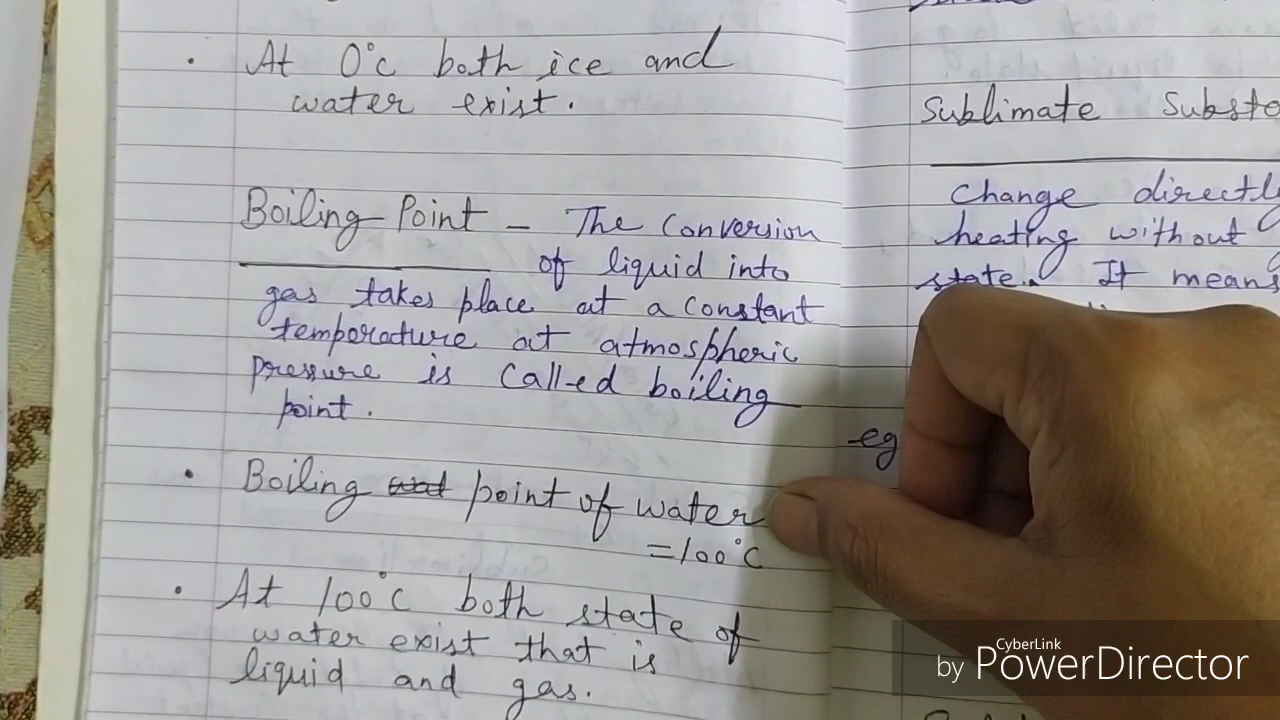 • At 0°c both ice and
water exist.
Boiling Point – The conversion
of liquid into
gas takes place at a constant
temperature at atmospheric
pressure is called boiling
point.
• Boiling point of water
=100°C
• At 100°c both state of
water exist that is
liquid and gas.
Sublimate
Change directly
heating without
state. It means
eg
CyberLink
by PowerDirector